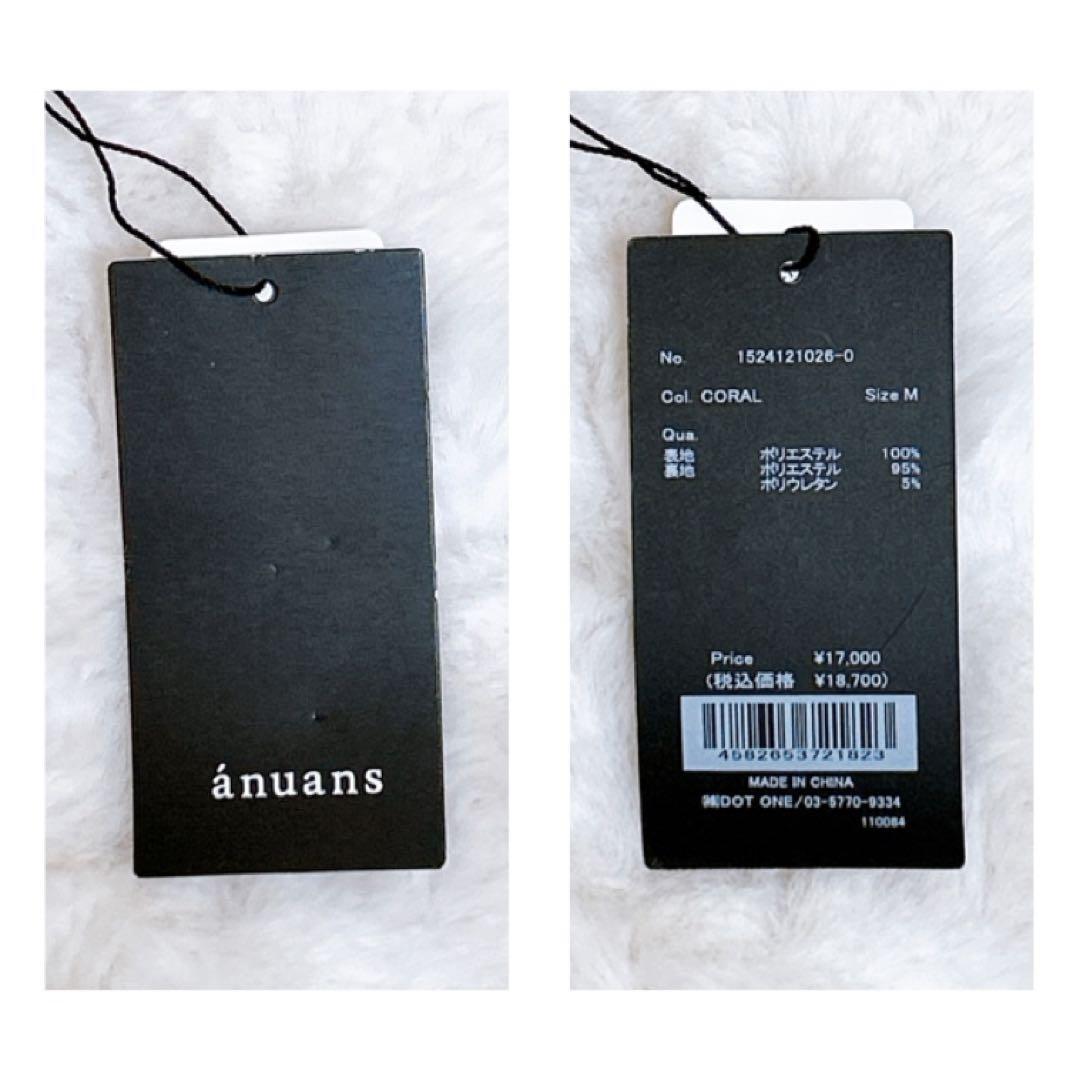 ánuans
No. 1524121026-0
Col. CORAL Size M
Qua.
表地 ポリエステル 100%
裏地 ポリエステル 95%
ポリウレタン 5%
Price ¥17,000
(税込価格 ¥18,700)
4582653721823
MADE IN CHINA
㈱DOT ONE/03-5770-9334
110084